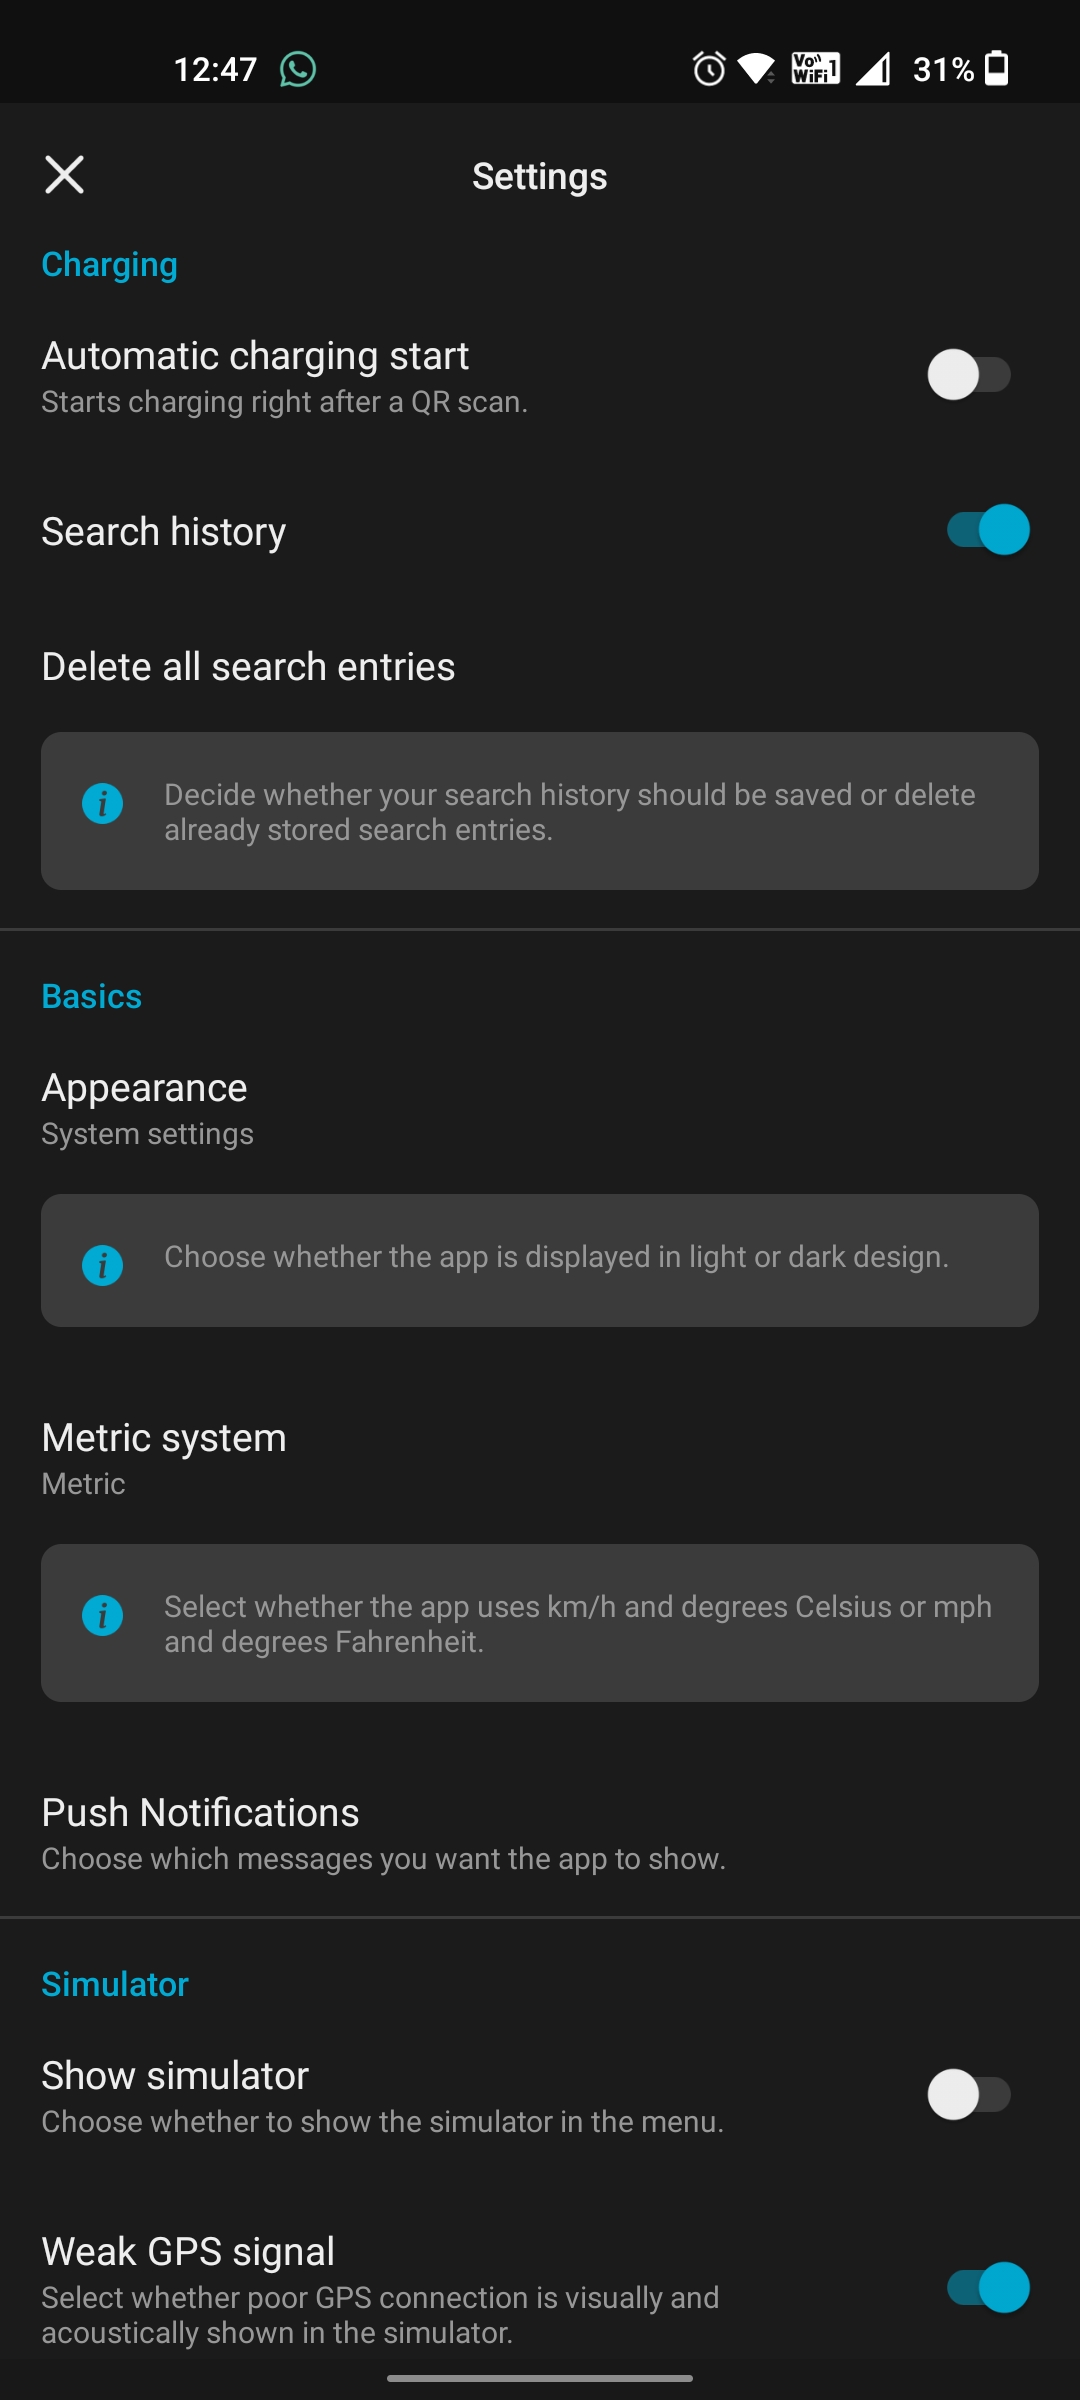 12:47
Vo WiFi 1
31%
Settings
Charging
Automatic charging start
Starts charging right after a QR scan.
Search history
Delete all search entries
Decide whether your search history should be saved or delete
already stored search entries.
Basics
Appearance
System settings
Choose whether the app is displayed in light or dark design.
Metric system
Metric
Select whether the app uses km/h and degrees Celsius or mph
and degrees Fahrenheit.
Push Notifications
Choose which messages you want the app to show.
Simulator
Show simulator
Choose whether to show the simulator in the menu.
Weak GPS signal
Select whether poor GPS connection is visually and
acoustically shown in the simulator.